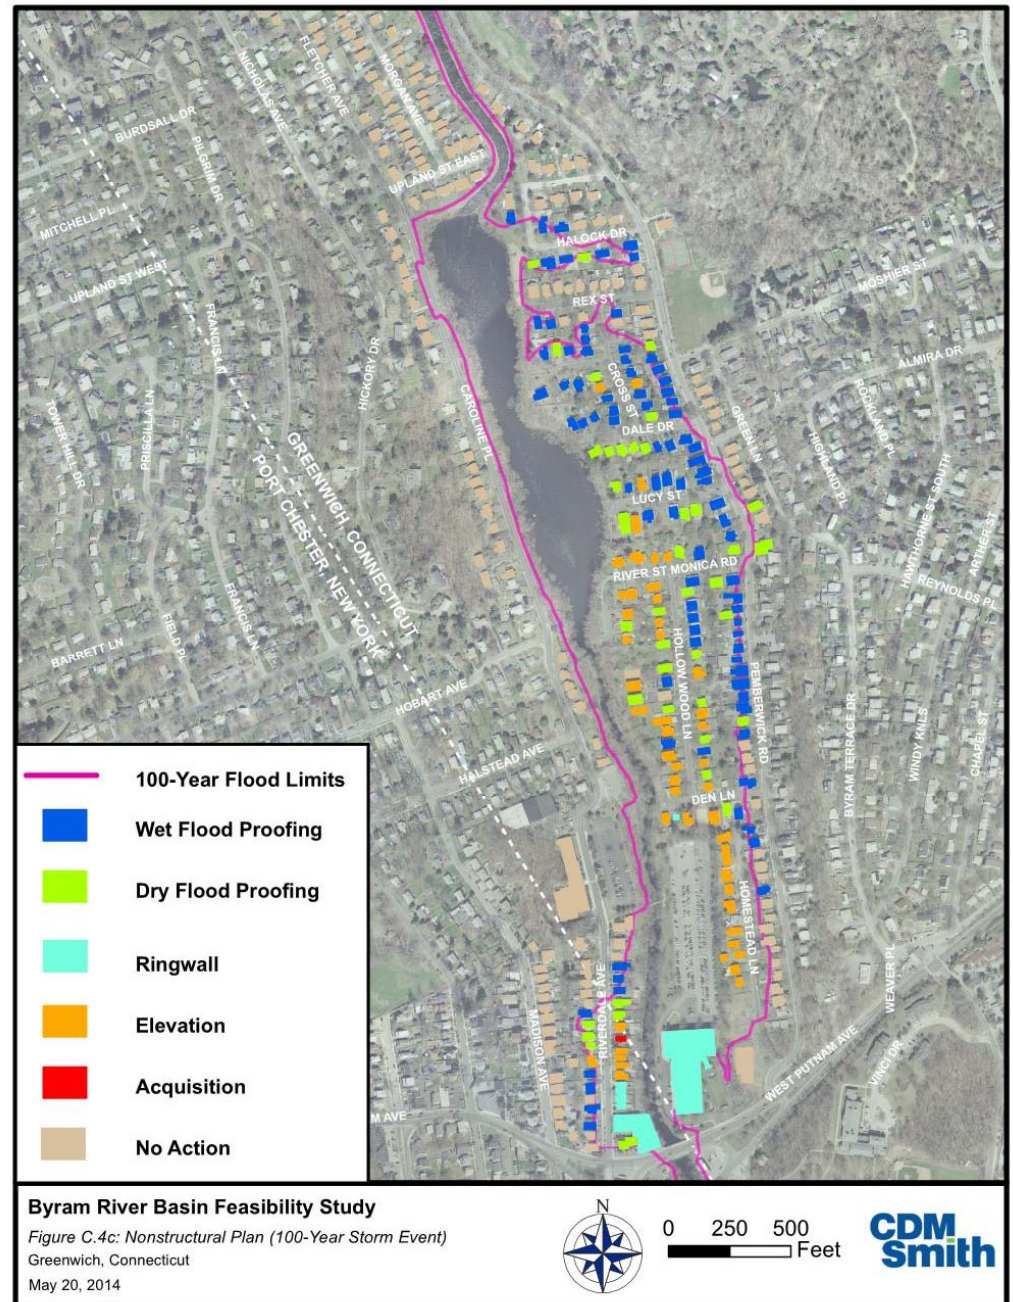 BURDSALL DR
NICHOLAS AVE
FLETCHER AVE
MORGAN AVE
PILGRIM DR
UPLAND ST EAST
MITCHELL PL
UPLAND ST WEST
HALOCK DR
REX ST
MOSHIER ST
FRANCIS LN
HICKORY DR
CAROLINE PL
CROSS ST
ALMIRA DR
ROCKLAND PL
TOWER HILL DR
PRISCILLA LN
DALE DR
GREEN LN
HIGHLAND PL
GREENWICH CONNECTICUT
PORT CHESTER NEW YORK
LUCY ST
HAWTHORNE ST SOUTH
ARTHER ST
RIVER ST MONICA RD
REYNOLDS PL
FRANCIS LN
FIELD PL
BARRETT LN
HOLLOW WOOD LN
PEMBERWICK RD
HOBART AVE
BYRAM TERRACE DR
WINDY KNLS
CHAPEL ST
HALSTEAD AVE
DEN LN
HOMESTEAD LN
WEAVER PL
RIVERDALE AVE
MADISON AVE
WEST PUTNAM AVE
VINCI DR
M AVE
100-Year Flood Limits
Wet Flood Proofing
Dry Flood Proofing
Ringwall
Elevation
Acquisition
No Action
Byram River Basin Feasibility Study
Figure C.4c: Nonstructural Plan (100-Year Storm Event)
Greenwich, Connecticut
May 20, 2014
N
0 250 500
Feet
CDM
Smith